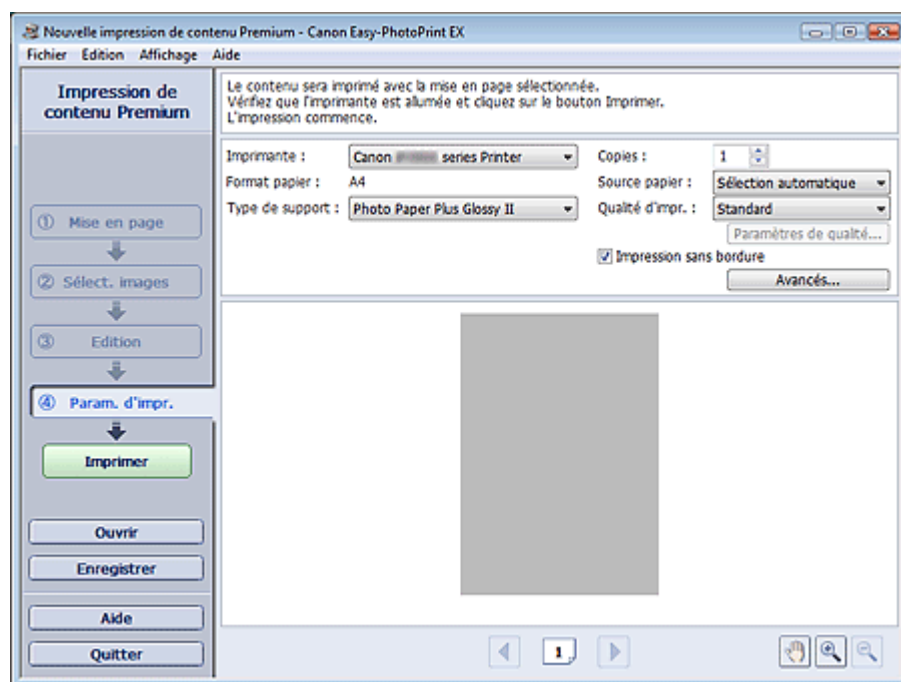 Nouvelle impression de contenu Premium - Canon Easy-PhotoPrint EX
Fichier Edition Affichage Aide
Impression de
contenu Premium
Le contenu sera imprimé avec la mise en page sélectionnée.
Vérifiez que l'imprimante est allumée et cliquez sur le bouton Imprimer.
L'impression commence.
Imprimante : Canon series Printer
Copies : 1
Format papier : A4
Source papier : Sélection automatique
Type de support : Photo Paper Plus Glossy II
Qualité d'impr. : Standard
Paramètres de qualité...
Impression sans bordure
Avancés...
① Mise en page
② Sélect. images
③ Edition
④ Param. d'impr.
Imprimer
Ouvrir
Enregistrer
Aide
Quitter
1